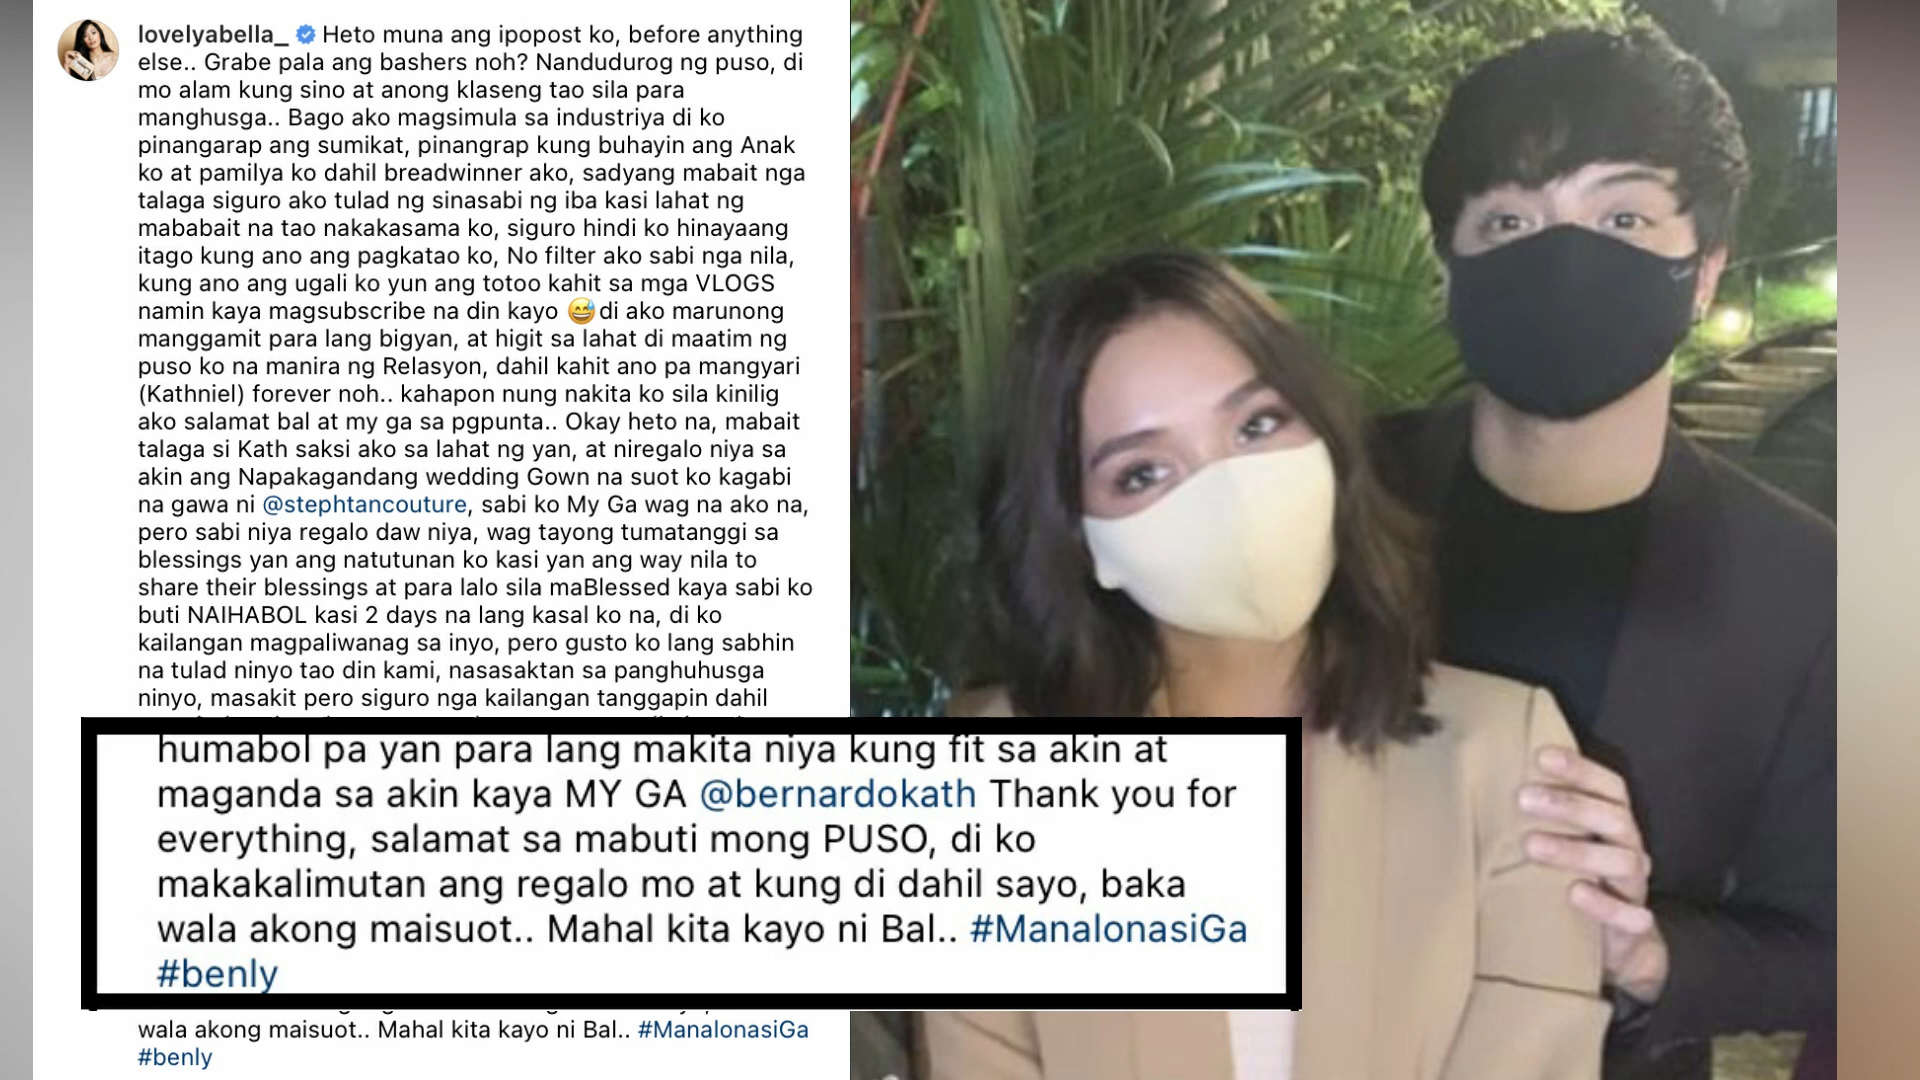 lovelyabella_ Heto muna ang ipopost ko, before anything
else.. Grabe pala ang bashers noh? Nandudurog ng puso, di
mo alam kung sino at anong klaseng tao sila para
manghusga.. Bago ako magsimula sa industriya di ko
pinangarap ang sumikat, pinangrap kung buhayin ang Anak
ko at pamilya ko dahil breadwinner ako, sadyang mabait nga
talaga siguro ako tulad ng sinasabi ng iba kasi lahat ng
mababait na tao nakakasama ko, siguro hindi ko hinayaang
itago kung ano ang pagkatao ko, No filter ako sabi nga nila,
kung ano ang ugali ko yun ang totoo kahit sa mga VLOGS
namin kaya magsubscribe na din kayo 😅 di ako marunong
manggamit para lang bigyan, at higit sa lahat di maatim ng
puso ko na manira ng Relasyon, dahil kahit ano pa mangyari
(Kathniel) forever noh.. kahapon nung nakita ko sila kinilig
ako salamat bal at my ga sa pgpunta.. Okay heto na, mabait
talaga si Kath saksi ako sa lahat ng yan, at niregalo niya sa
akin ang Napakagandang wedding Gown na suot ko kagabi
na gawa ni @stephtancouture, sabi ko My Ga wag na ako na,
pero sabi niya regalo daw niya, wag tayong tumatanggi sa
blessings yan ang natutunan ko kasi yan ang way nila to
share their blessings at para lalo sila maBlessed kaya sabi ko
buti NAIHABOL kasi 2 days na lang kasal ko na, di ko
kailangan magpaliwanag sa inyo, pero gusto ko lang sabhin
na tulad ninyo tao din kami, nasasaktan sa panghuhusga
ninyo, masakit pero siguro nga kailangan tanggapin dahil
humabol pa yan para lang makita niya kung fit sa akin at
maganda sa akin kaya MY GA @bernardokath Thank you for
everything, salamat sa mabuti mong PUSO, di ko
makakalimutan ang regalo mo at kung di dahil sayo, baka
wala akong maisuot.. Mahal kita kayo ni Bal.. #ManalonasiGa
#benly
wala akong maisuot.. Mahal kita kayo ni Bal.. #ManalonasiGa
#benly